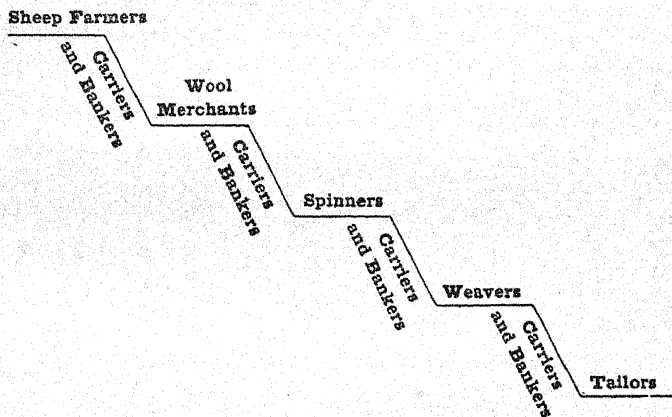 Sheep Farmers
Carriers
and Bankers
Wool
Merchants
Carriers
and Bankers
Spinners
Carriers
and Bankers
Weavers
Carriers
and Bankers
Tailors